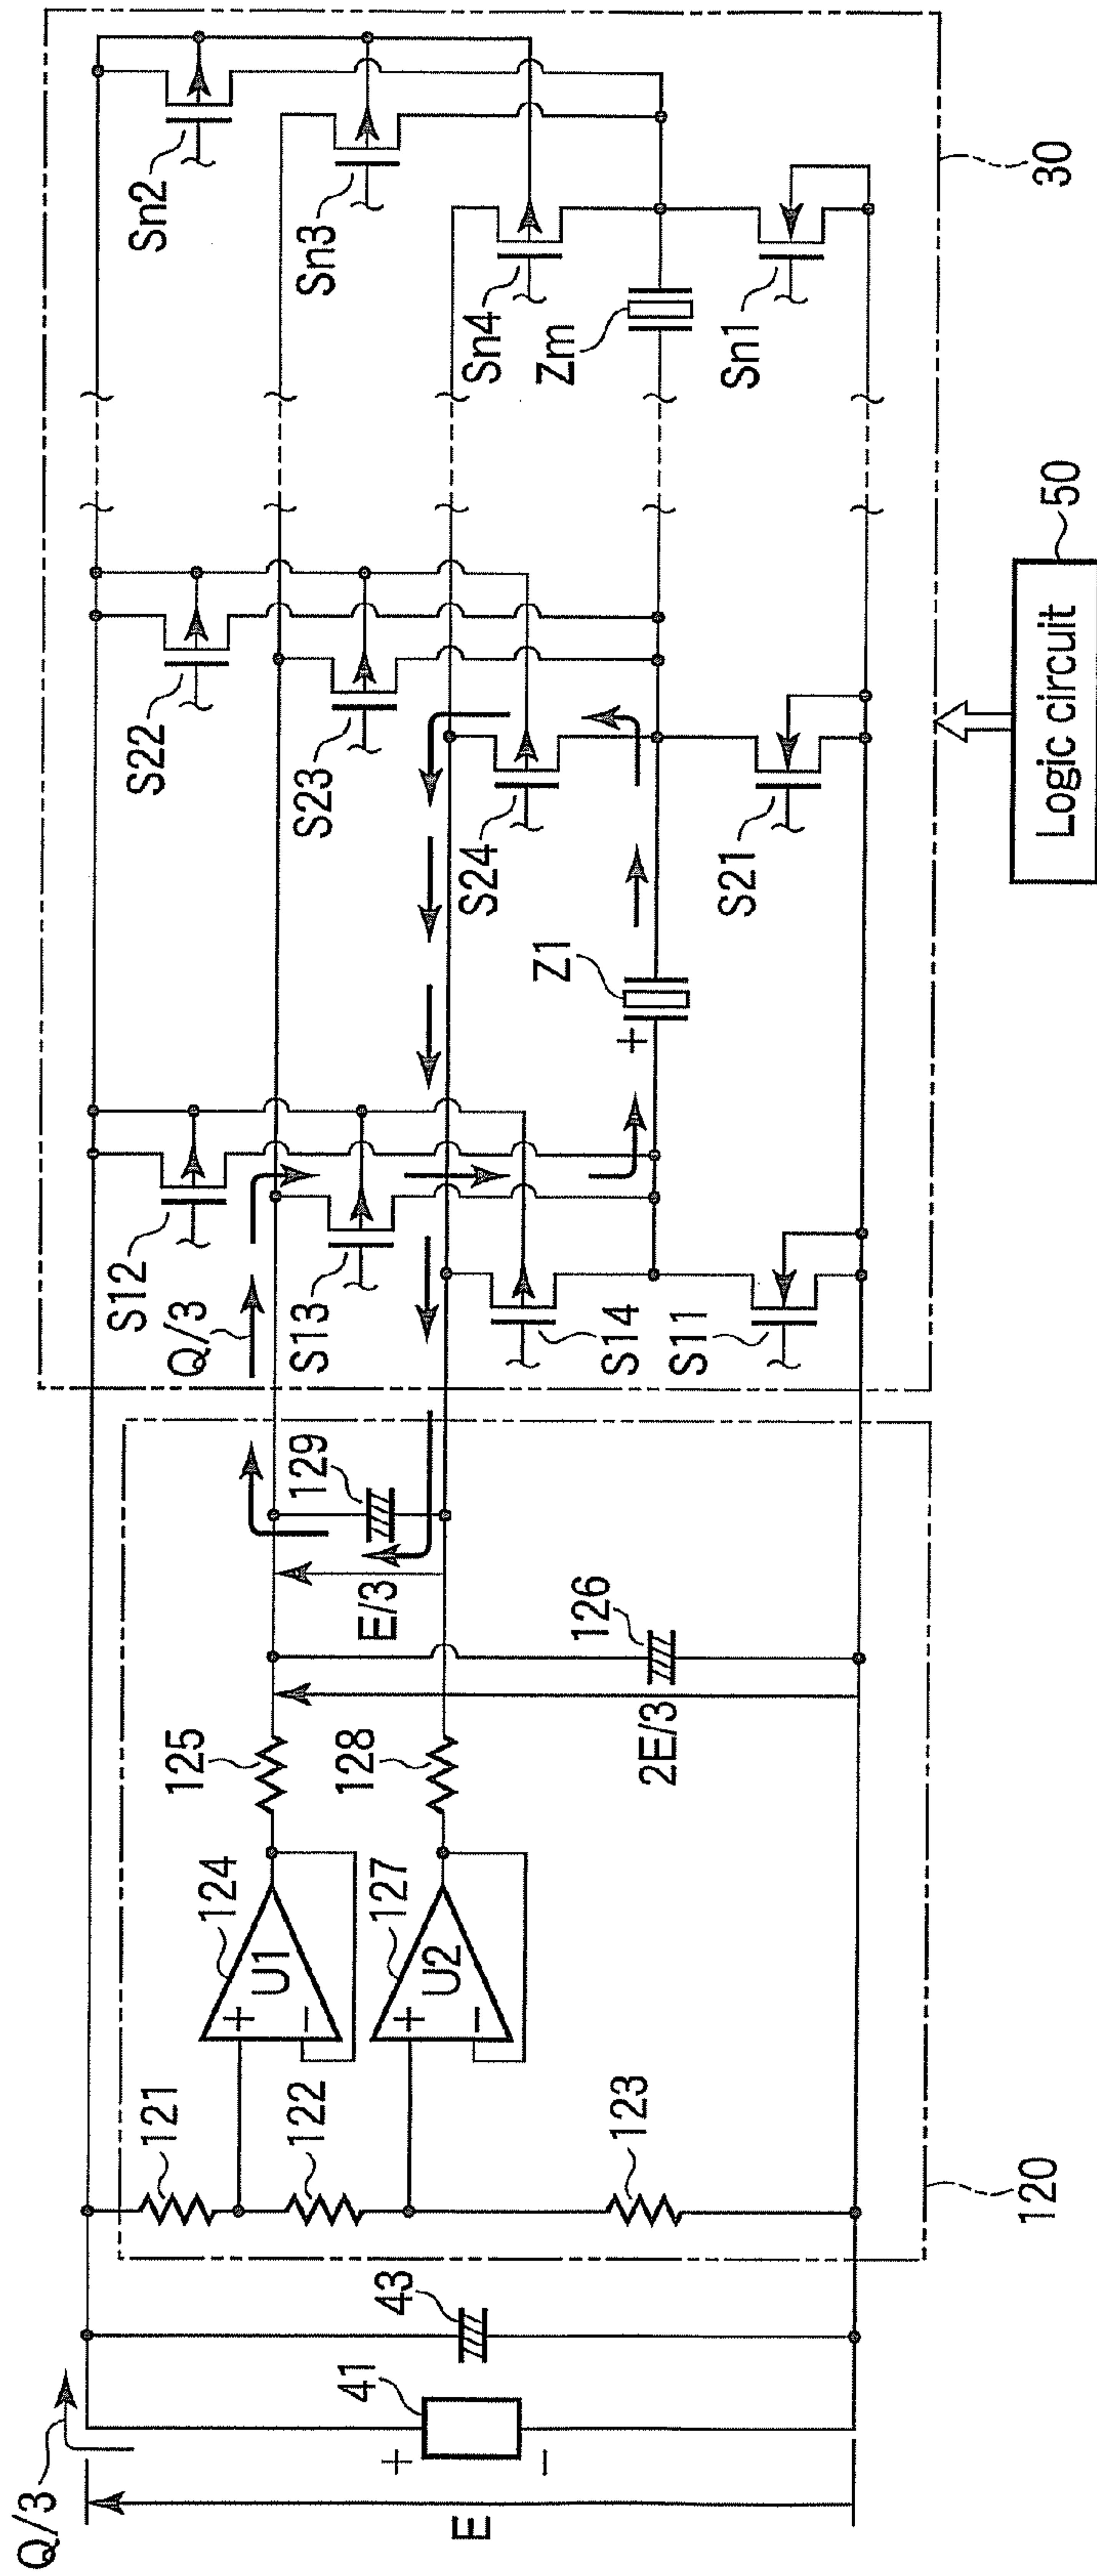 Q/3
E
+
41
−
43
120
121
122
123
+
U1
−
124
+
U2
−
127
125
128
2E/3
126
E/3
129
Q/3
S12
S13
S14
S11
+
Z1
S22
S23
S24
S21
Sn2
Sn3
Sn4
Zm
Sn1
30
50
Logic circuit